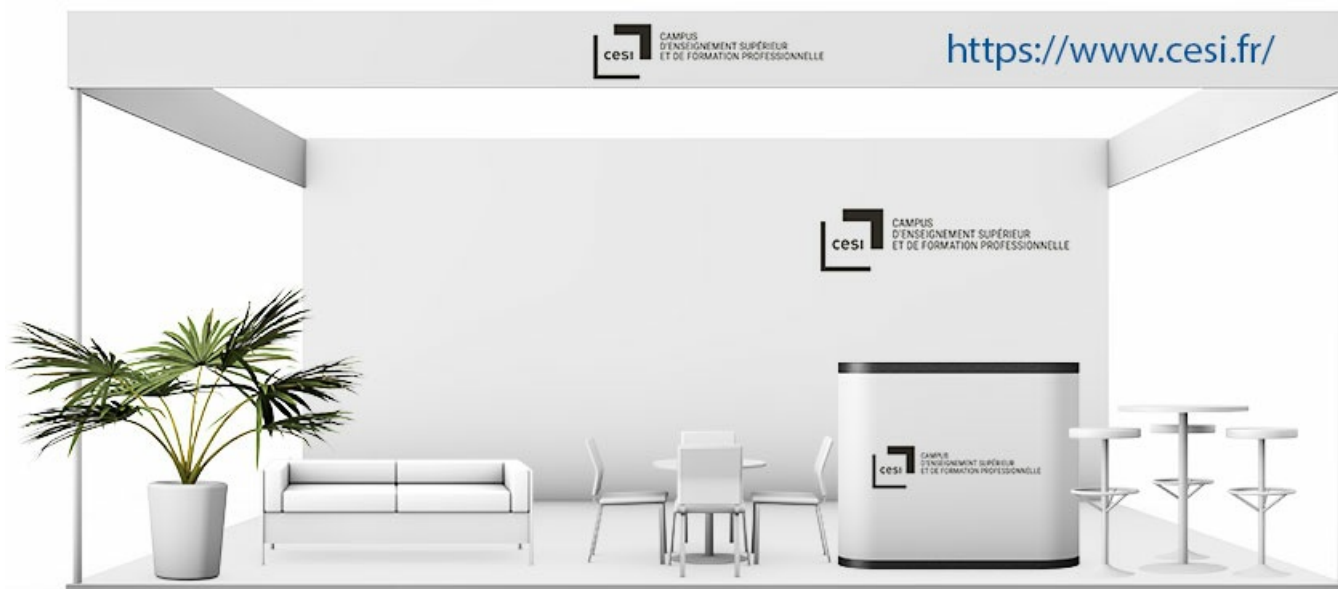 cesi
CAMPUS
D'ENSEIGNEMENT SUPÉRIEUR
ET DE FORMATION PROFESSIONNELLE
https://www.cesi.fr/
cesi
CAMPUS
D'ENSEIGNEMENT SUPÉRIEUR
ET DE FORMATION PROFESSIONNELLE
cesi
CAMPUS
D'ENSEIGNEMENT SUPÉRIEUR
ET DE FORMATION PROFESSIONNELLE